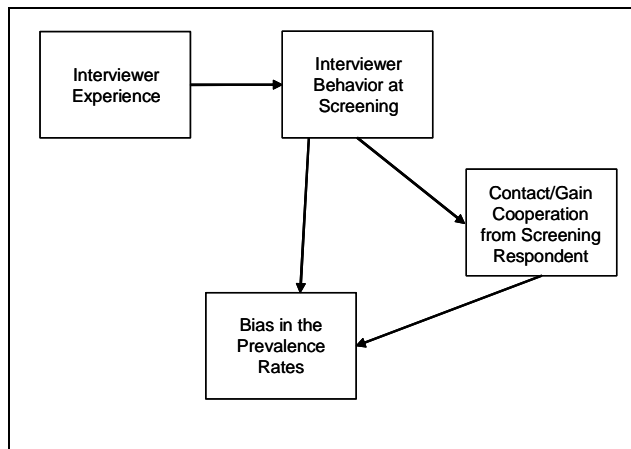 Interviewer
Experience
Interviewer
Behavior at
Screening
Contact/Gain
Cooperation
from Screening
Respondent
Bias in the
Prevalence
Rates